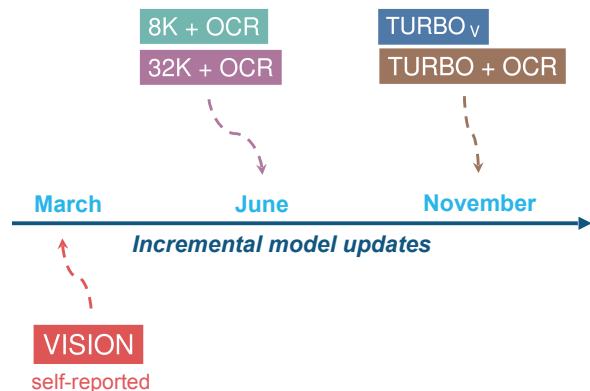 8K + OCR
TURBO V
32K + OCR
TURBO + OCR
March
June
November
Incremental model updates
VISION
self-reported